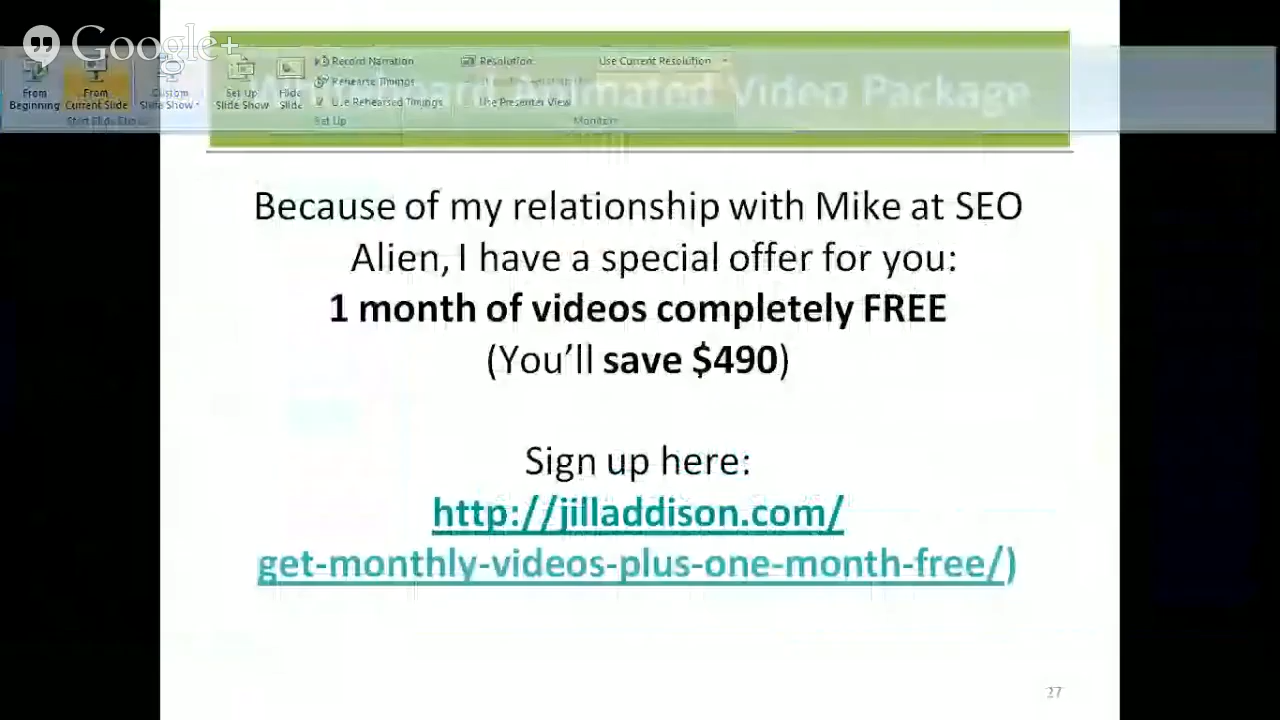 Google+
Animated Video Package
From Beginning
From Current Slide
Custom Slide Show
Set Up Slide Show
Hide Slide
Record Narration
Rehearse Timings
Use Rehearsed Timings
Set Up
Resolution:
Use Current Resolution
Use Presenter View
Monitors
Because of my relationship with Mike at SEO
Alien, I have a special offer for you:
1 month of videos completely FREE
(You'll save $490)
Sign up here:
http://jilladdison.com/
get-monthly-videos-plus-one-month-free/)
27